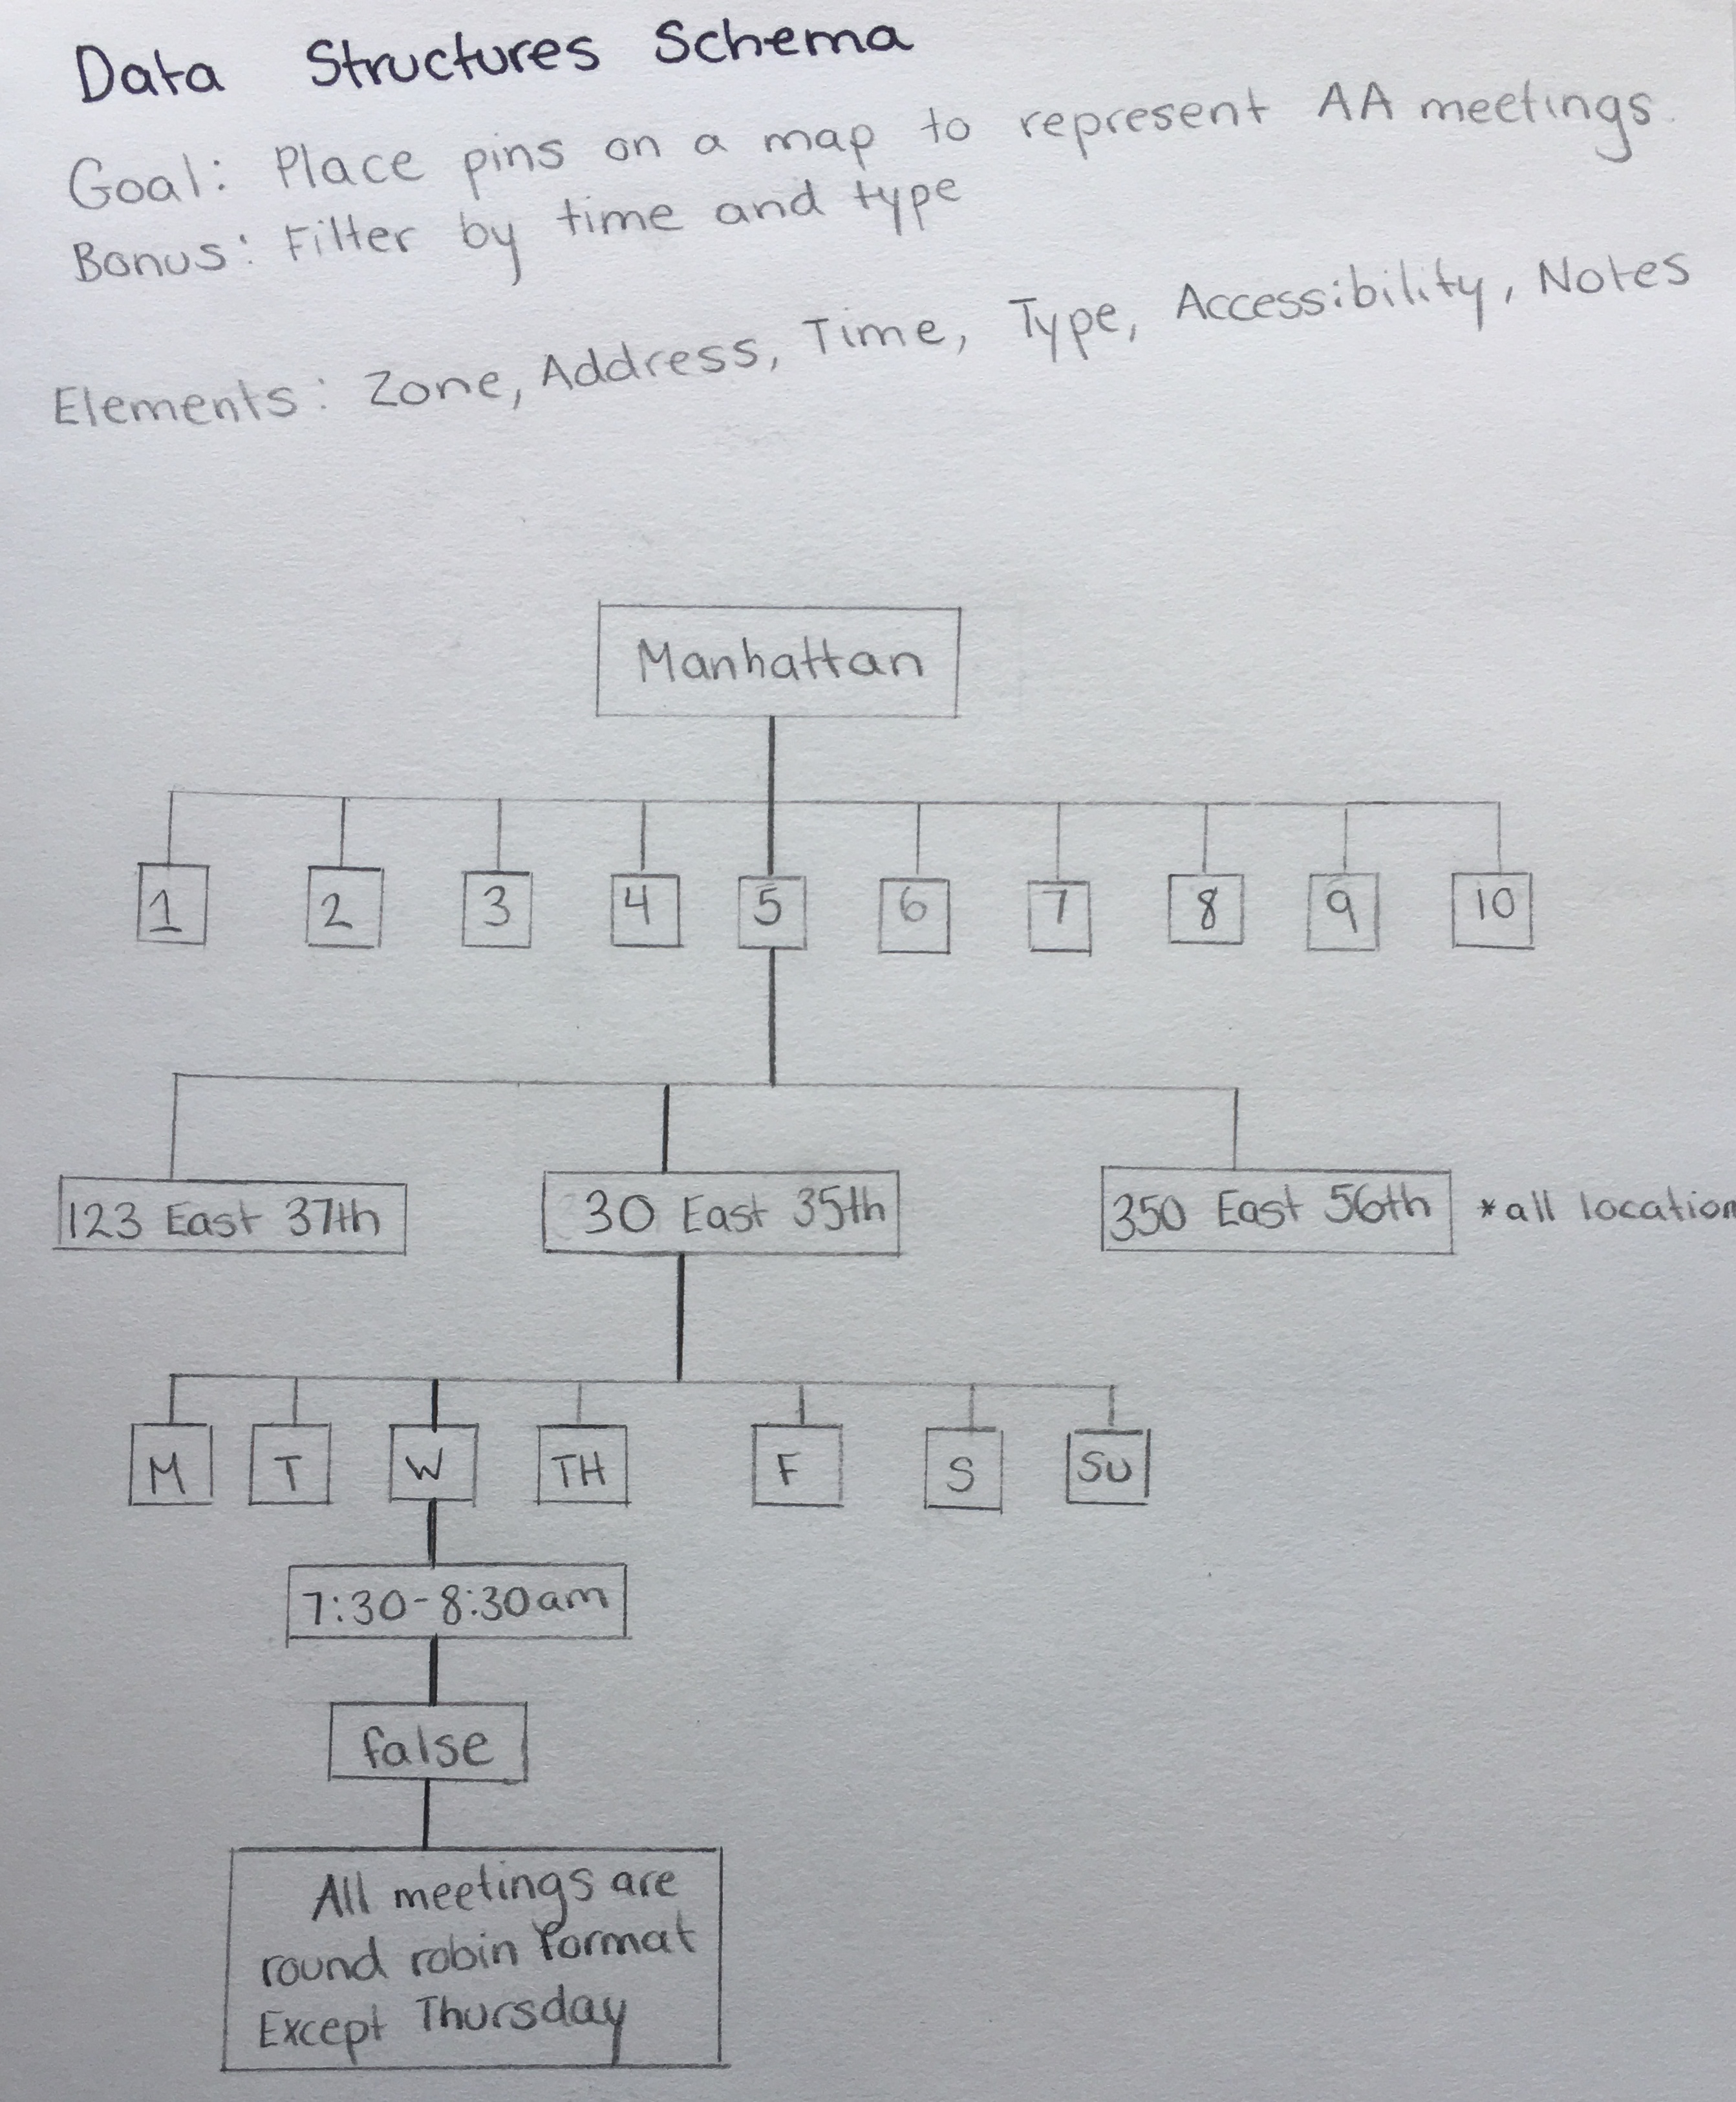 Data Structures Schema
Goal: Place pins on a map to represent AA meetings.
Bonus: Filter by time and type
Elements: Zone, Address, Time, Type, Accessibility, Notes
Manhattan
1 2 3 4 5 6 7 8 9 10
123 East 37th 30 East 35th 350 East 56th *all location
M T W TH F S SU
7:30-8:30am
false
All meetings are
round robin format
Except Thursday